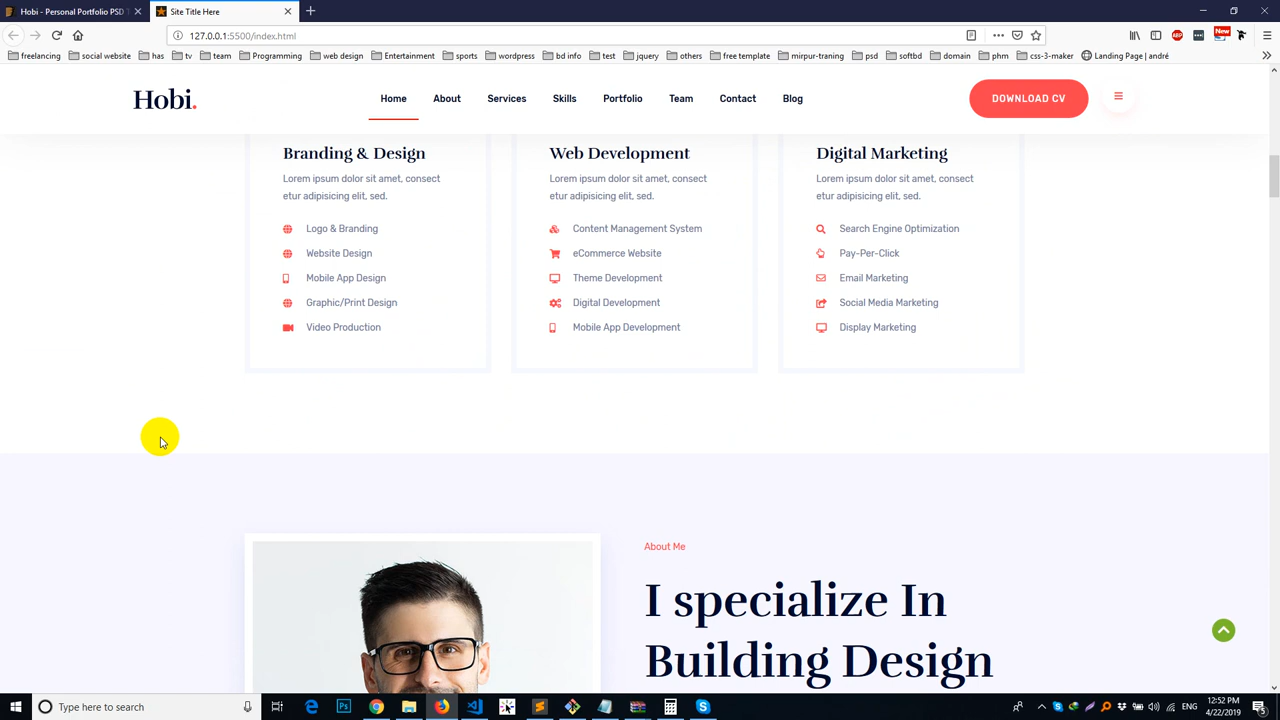 Hobi - Personal Portfolio PSD T
Site Title Here
127.0.0.1:5500/index.html
New
freelancing
social website
has
tv
team
Programming
web design
Entertainment
sports
wordpress
bd info
test
jquery
others
free template
mirpur-traning
psd
softbd
domain
phm
css-3-maker
Landing Page | andré
Hobi.
Home
About
Services
Skills
Portfolio
Team
Contact
Blog
DOWNLOAD CV
Branding & Design
Lorem ipsum dolor sit amet, consect
etur adipisicing elit, sed.
Logo & Branding
Website Design
Mobile App Design
Graphic/Print Design
Video Production
Web Development
Lorem ipsum dolor sit amet, consect
etur adipisicing elit, sed.
Content Management System
eCommerce Website
Theme Development
Digital Development
Mobile App Development
Digital Marketing
Lorem ipsum dolor sit amet, consect
etur adipisicing elit, sed.
Search Engine Optimization
Pay-Per-Click
Email Marketing
Social Media Marketing
Display Marketing
About Me
I specialize In
Building Design
Type here to search
ENG
12:52 PM
4/22/2019